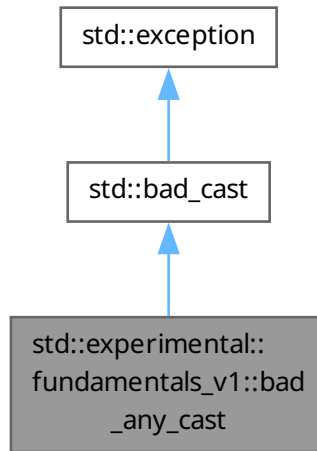 std::exception
std::bad_cast
std::experimental::
fundamentals_v1::bad
_any_cast